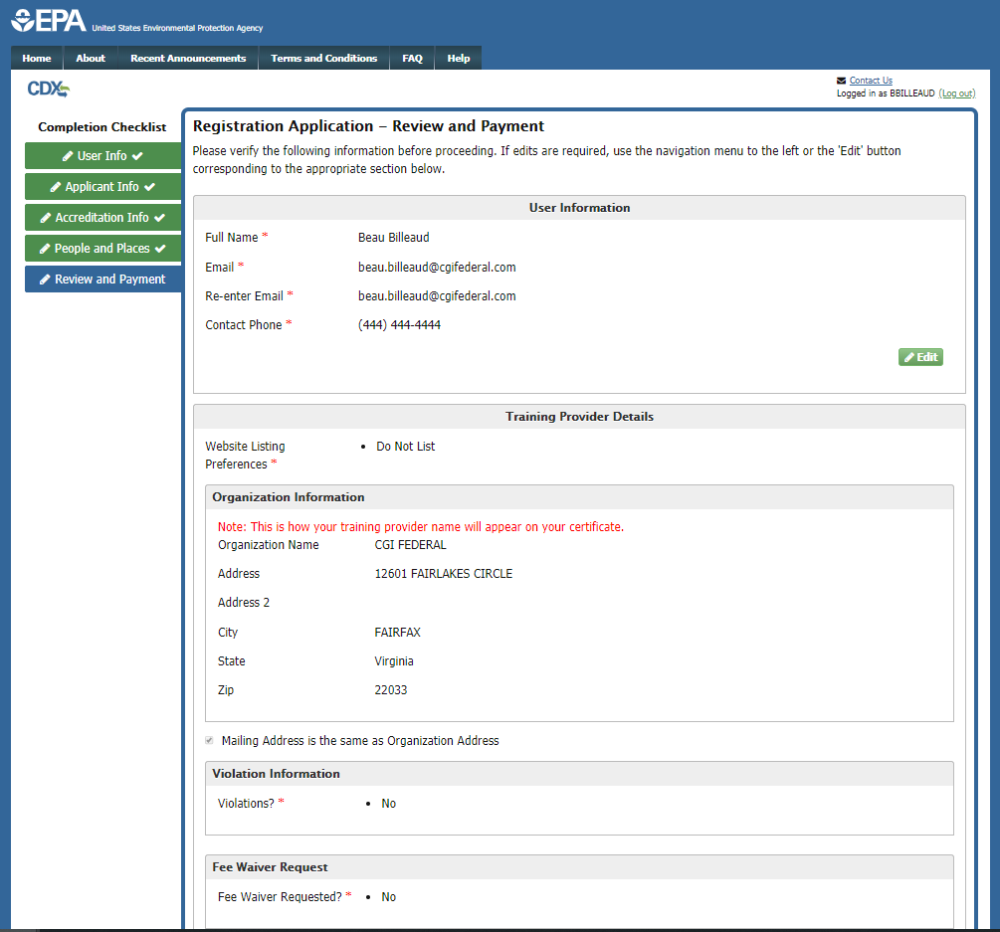 EPA United States Environmental Protection Agency
Home About Recent Announcements Terms and Conditions FAQ Help
CDX
Contact Us
Logged in as BBILLEAUD (Log out)
Completion Checklist
User Info
Applicant Info
Accreditation Info
People and Places
Review and Payment
Registration Application – Review and Payment
Please verify the following information before proceeding. If edits are required, use the navigation menu to the left or the 'Edit' button
corresponding to the appropriate section below.
User Information
Full Name * Beau Billeaud
Email * beau.billeaud@cgifederal.com
Re-enter Email * beau.billeaud@cgifederal.com
Contact Phone * (444) 444-4444
Edit
Training Provider Details
Website Listing • Do Not List
Preferences *
Organization Information
Note: This is how your training provider name will appear on your certificate.
Organization Name CGI FEDERAL
Address 12601 FAIRLAKES CIRCLE
Address 2
City FAIRFAX
State Virginia
Zip 22033
Mailing Address is the same as Organization Address
Violation Information
Violations? * • No
Fee Waiver Request
Fee Waiver Requested? * • No